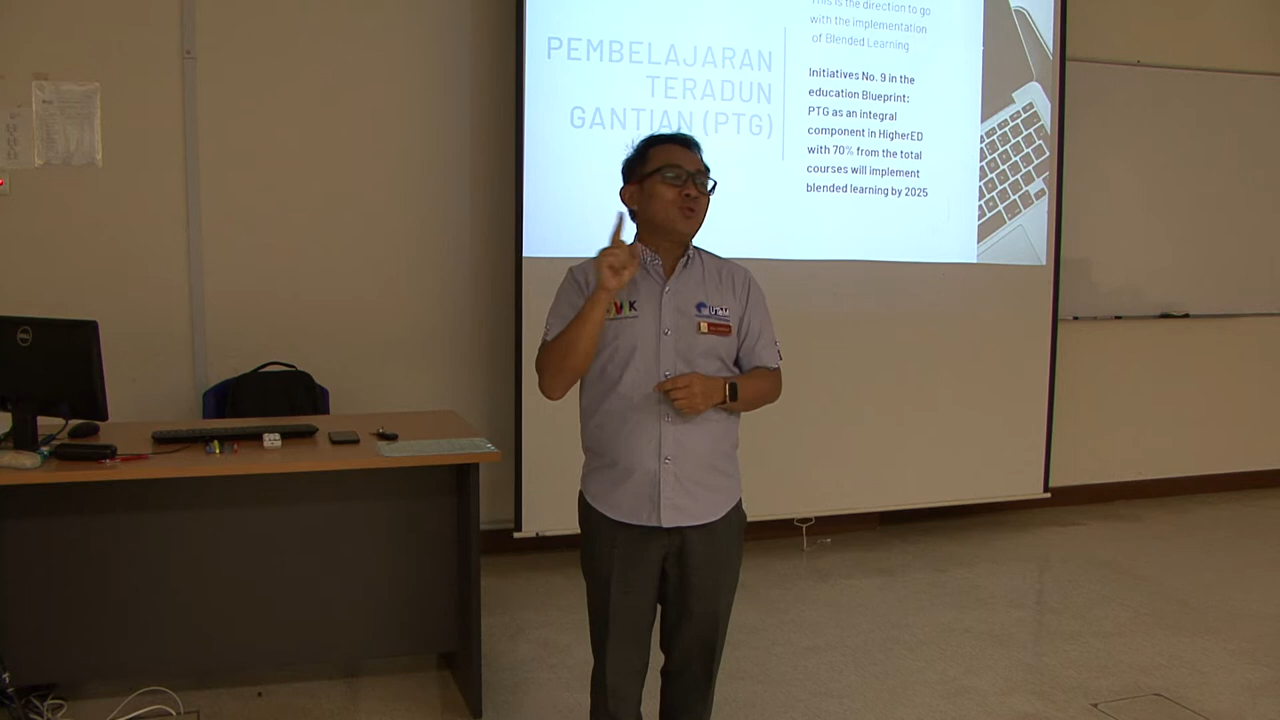 PEMBELAJARAN
TERADUN
GANTIAN (PTG)
This is the direction to go
with the implementation
of Blended Learning
Initiatives No. 9 in the
education Blueprint:
PTG as an integral
component in HigherED
with 70% from the total
courses will implement
blended learning by 2025
UTeM
DELL